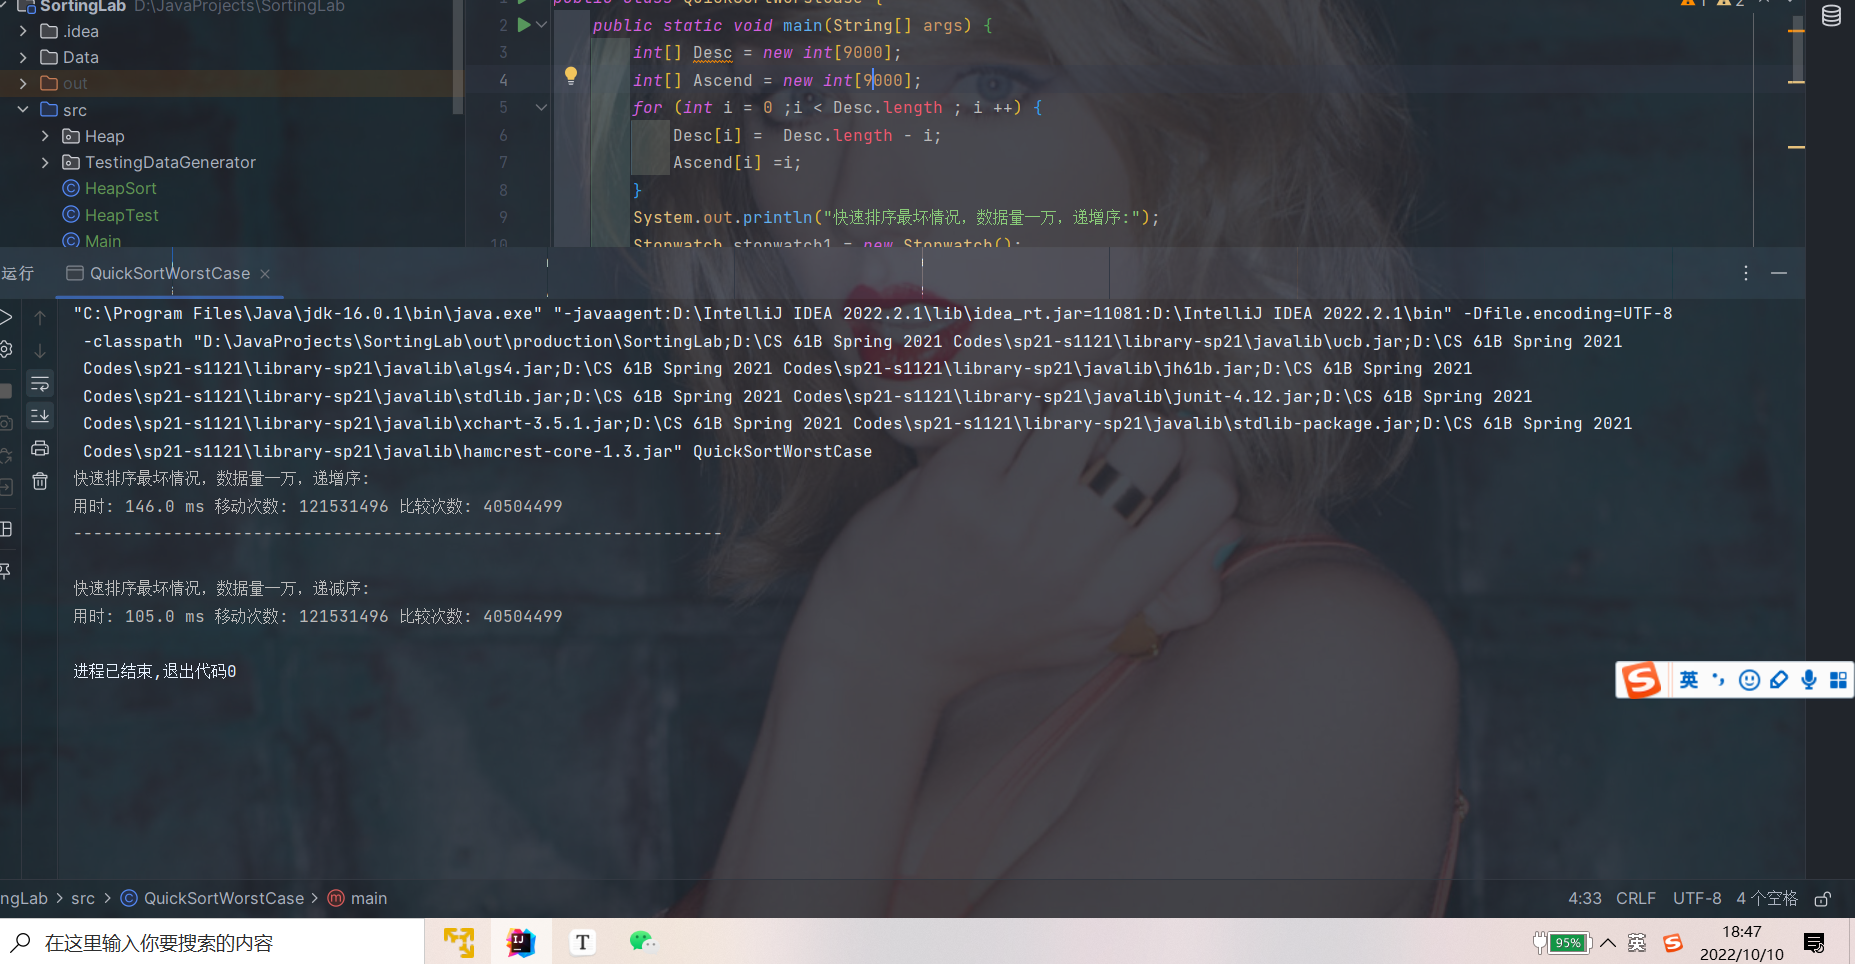 SortingLab D:\JavaProjects\SortingLab
.idea
Data
out
src
Heap
TestingDataGenerator
HeapSort
HeapTest
Main
1 public class QuickSortWorstCase {
2 public static void main(String[] args) {
3 int[] Desc = new int[9000];
4 int[] Ascend = new int[9000];
5 for (int i = 0 ;i < Desc.length ; i ++) {
6 Desc[i] =  Desc.length - i;
7 Ascend[i] =i;
8 }
9 System.out.println("快速排序最坏情况，数据量一万，递增序:");
10 Stopwatch stopwatch1 = new Stopwatch();
1 2
运行 QuickSortWorstCase
"C:\Program Files\Java\jdk-16.0.1\bin\java.exe" "-javaagent:D:\IntelliJ IDEA 2022.2.1\lib\idea_rt.jar=11081:D:\IntelliJ IDEA 2022.2.1\bin" -Dfile.encoding=UTF-8
-classpath "D:\JavaProjects\SortingLab\out\production\SortingLab;D:\CS 61B Spring 2021 Codes\sp21-s1121\library-sp21\javalib\ucb.jar;D:\CS 61B Spring 2021
Codes\sp21-s1121\library-sp21\javalib\algs4.jar;D:\CS 61B Spring 2021 Codes\sp21-s1121\library-sp21\javalib\jh61b.jar;D:\CS 61B Spring 2021
Codes\sp21-s1121\library-sp21\javalib\stdlib.jar;D:\CS 61B Spring 2021 Codes\sp21-s1121\library-sp21\javalib\junit-4.12.jar;D:\CS 61B Spring 2021
Codes\sp21-s1121\library-sp21\javalib\xchart-3.5.1.jar;D:\CS 61B Spring 2021 Codes\sp21-s1121\library-sp21\javalib\stdlib-package.jar;D:\CS 61B Spring 2021
Codes\sp21-s1121\library-sp21\javalib\hamcrest-core-1.3.jar" QuickSortWorstCase
快速排序最坏情况，数据量一万，递增序:
用时: 146.0 ms 移动次数: 121531496 比较次数: 40504499
-----------------------------------------------------------------
快速排序最坏情况，数据量一万，递减序:
用时: 105.0 ms 移动次数: 121531496 比较次数: 40504499
进程已结束,退出代码0
英
ngLab > src > QuickSortWorstCase > main
4:33 CRLF UTF-8 4 个空格
在这里输入你要搜索的内容
95% 英 18:47
2022/10/10